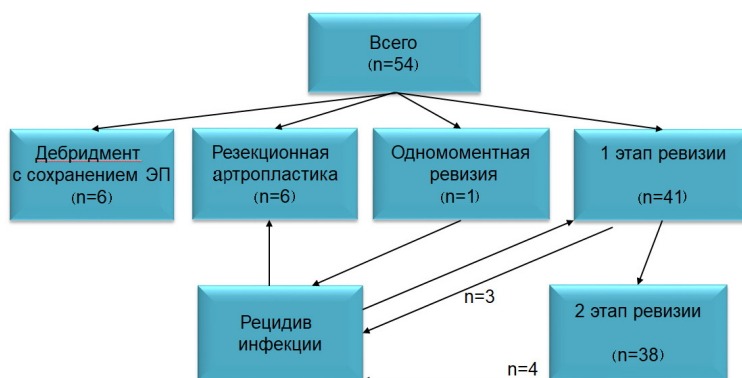 Всего
(n=54)
Дебридмент
с сохранением ЭП
(n=6)
Резекционная
артропластика
(n=6)
Одномоментная
ревизия
(n=1)
1 этап ревизии
(n=41)
Рецидив
инфекции
n=3
2 этап ревизии
(n=38)
n=4